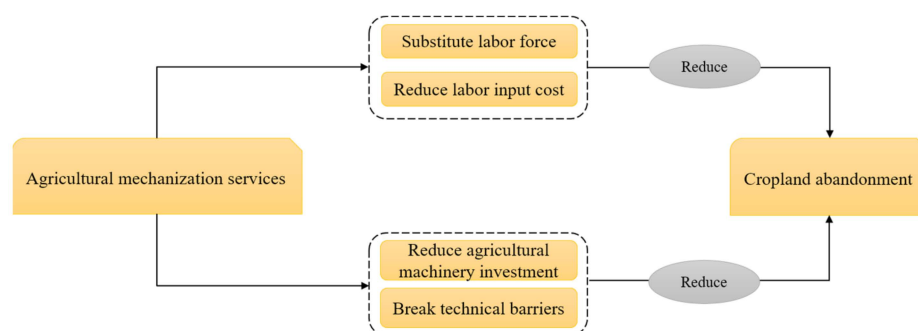 Substitute labor force
Reduce labor input cost
Reduce
Agricultural mechanization services
Cropland abandonment
Reduce agricultural
machinery investment
Break technical barriers
Reduce